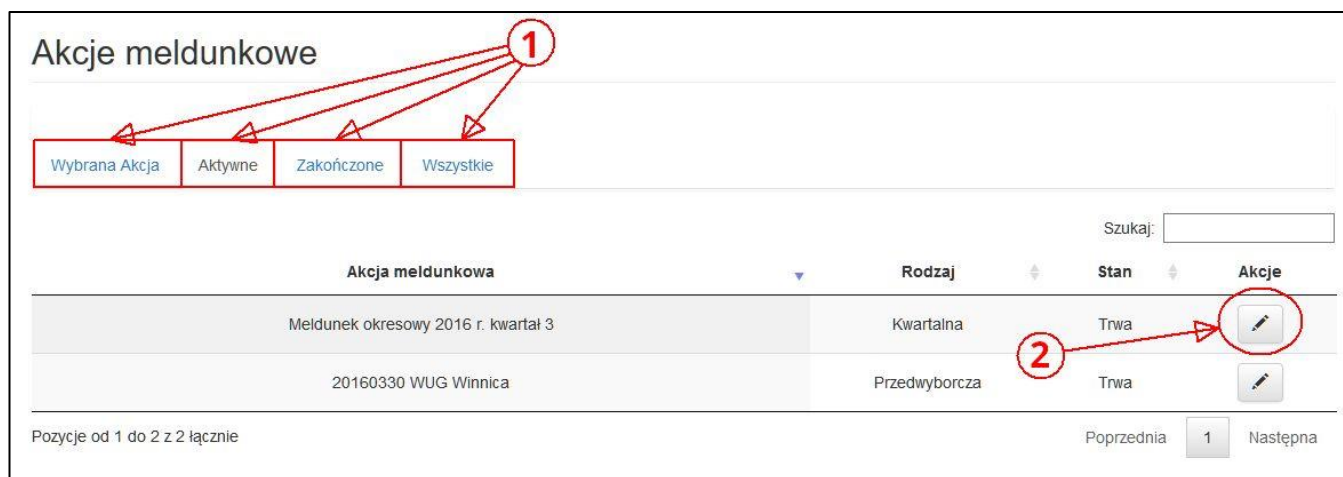 Akcje meldunkowe
1
Wybrana Akcja Aktywne Zakończone Wszystkie
Szukaj:
Akcja meldunkowa Rodzaj Stan Akcje
Meldunek okresowy 2016 r. kwartał 3 Kwartalna Trwa
2
20160330 WUG Winnica Przedwyborcza Trwa
Pozycje od 1 do 2 z 2 łącznie Poprzednia 1 Następna